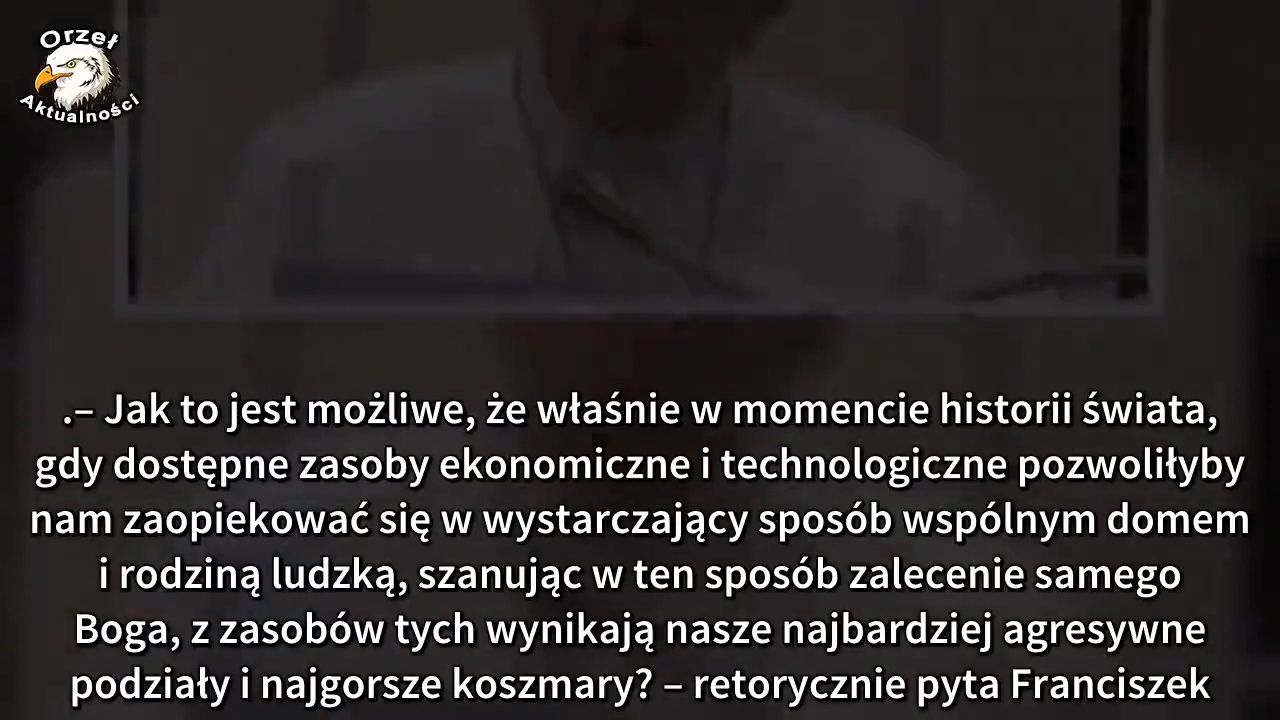 Orzeł
Aktualności
.– Jak to jest możliwe, że właśnie w momencie historii świata,
gdy dostępne zasoby ekonomiczne i technologiczne pozwoliłyby
nam zaopiekować się w wystarczający sposób wspólnym domem
i rodziną ludzką, szanując w ten sposób zalecenie samego
Boga, z zasobów tych wynikają nasze najbardziej agresywne
podziały i najgorsze koszmary? – retorycznie pyta Franciszek